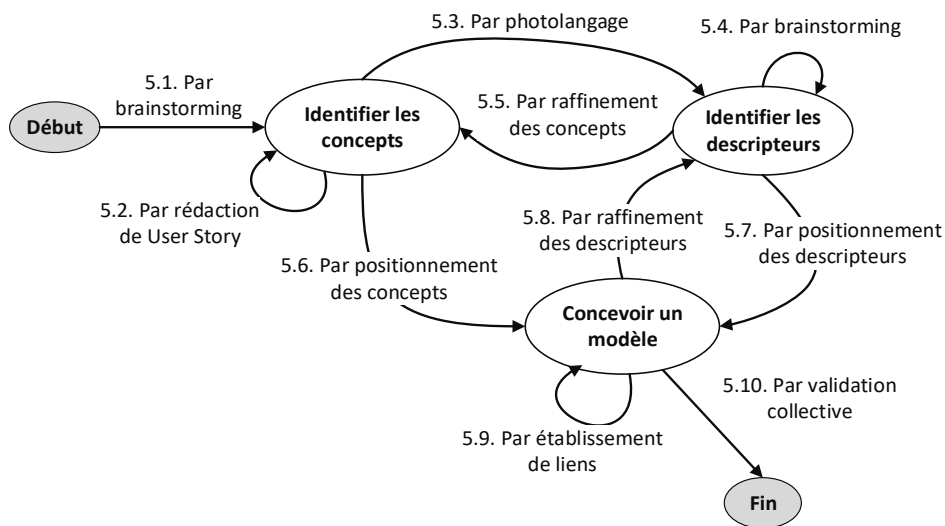 5.3. Par photolangage
5.4. Par brainstorming
5.1. Par
brainstorming
5.5. Par raffinement
des concepts
Identifier les
concepts
Identifier les
descripteurs
Début
5.2. Par rédaction
de User Story
5.8. Par raffinement
des descripteurs
5.7. Par positionnement
des descripteurs
5.6. Par positionnement
des concepts
Concevoir un
modèle
5.10. Par validation
collective
5.9. Par établissement
de liens
Fin